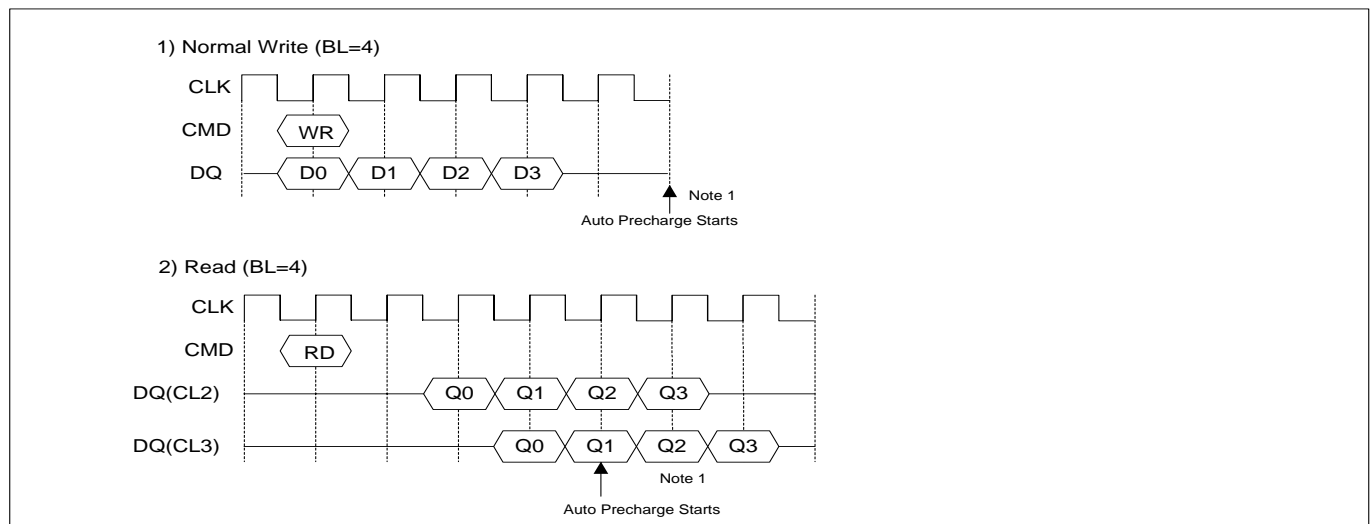 1) Normal Write (BL=4)
CLK
CMD WR
DQ D0 D1 D2 D3
Note 1
Auto Precharge Starts
2) Read (BL=4)
CLK
CMD RD
DQ(CL2) Q0 Q1 Q2 Q3
DQ(CL3) Q0 Q1 Q2 Q3
Note 1
Auto Precharge Starts